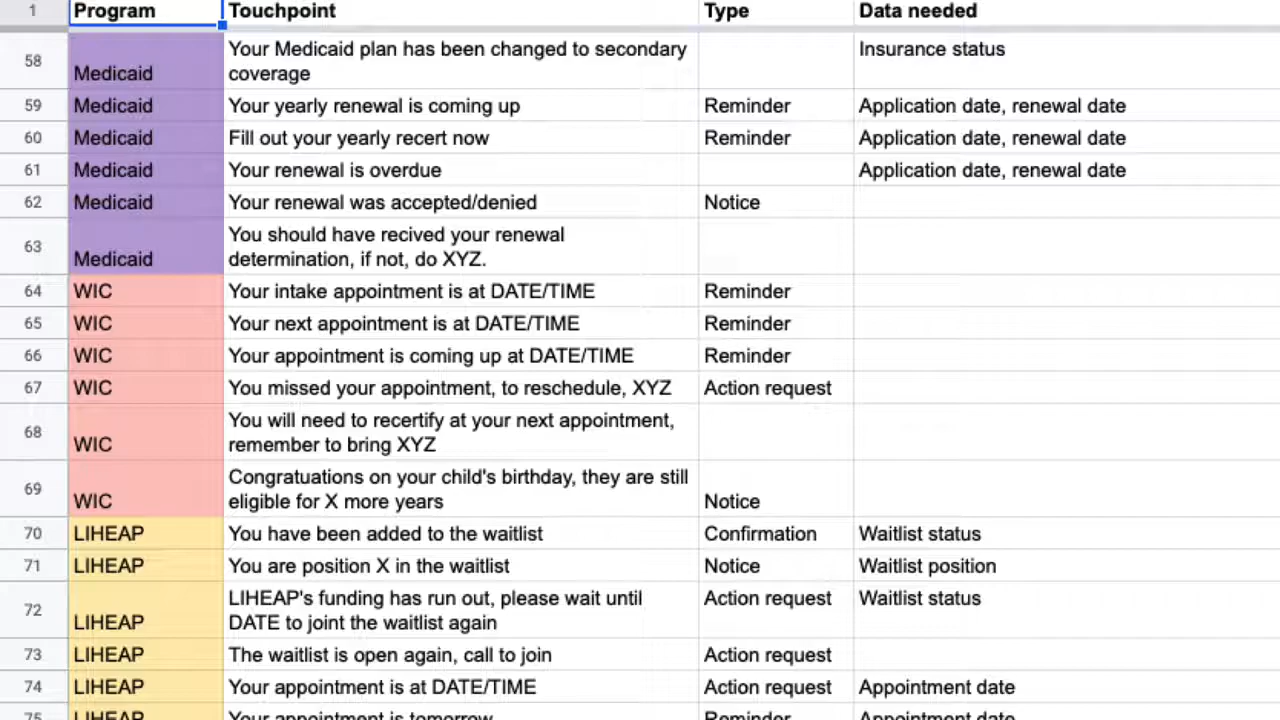 1 Program Touchpoint Type Data needed
58 Medicaid Your Medicaid plan has been changed to secondary coverage Insurance status
59 Medicaid Your yearly renewal is coming up Reminder Application date, renewal date
60 Medicaid Fill out your yearly recert now Reminder Application date, renewal date
61 Medicaid Your renewal is overdue Application date, renewal date
62 Medicaid Your renewal was accepted/denied Notice
63 Medicaid You should have recived your renewal determination, if not, do XYZ.
64 WIC Your intake appointment is at DATE/TIME Reminder
65 WIC Your next appointment is at DATE/TIME Reminder
66 WIC Your appointment is coming up at DATE/TIME Reminder
67 WIC You missed your appointment, to reschedule, XYZ Action request
68 WIC You will need to recertify at your next appointment, remember to bring XYZ
69 WIC Congratuations on your child's birthday, they are still eligible for X more years Notice
70 LIHEAP You have been added to the waitlist Confirmation Waitlist status
71 LIHEAP You are position X in the waitlist Notice Waitlist position
72 LIHEAP LIHEAP's funding has run out, please wait until DATE to joint the waitlist again Action request Waitlist status
73 LIHEAP The waitlist is open again, call to join Action request
74 LIHEAP Your appointment is at DATE/TIME Action request Appointment date
75 LIHEAP Your appointment is tomorrow Reminder Appointment date